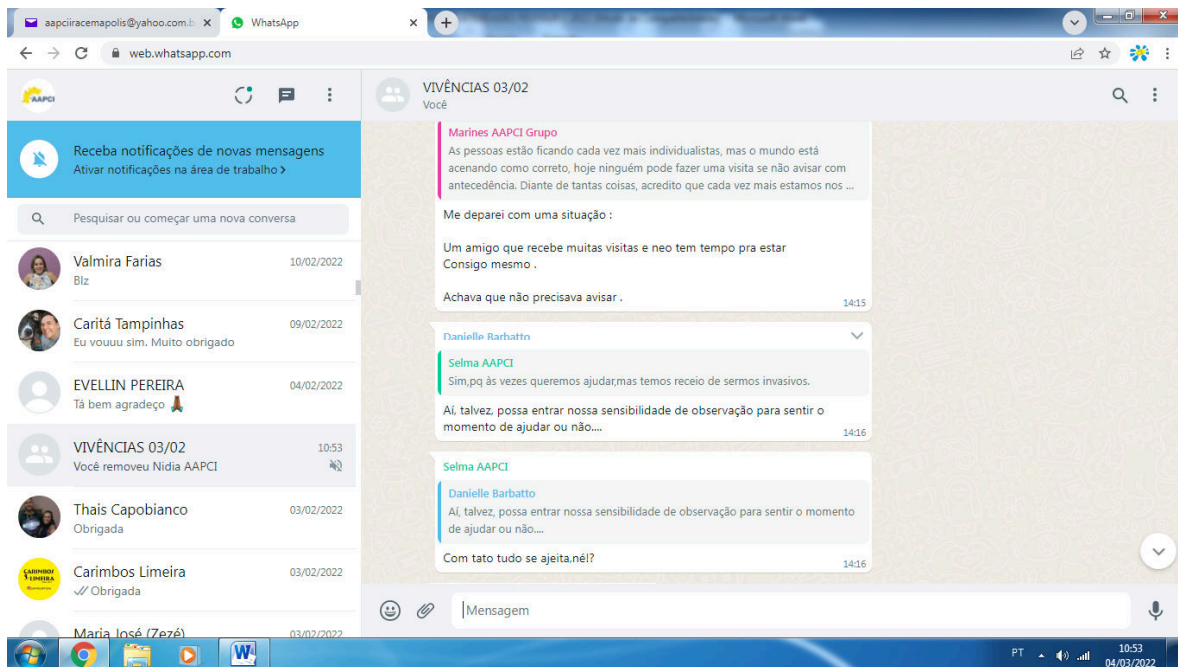 aapciiracemapolis@yahoo.com.b
WhatsApp
web.whatsapp.com
AAPCI
Receba notificações de novas mensagens
Ativar notificações na área de trabalho >
Pesquisar ou começar uma nova conversa
Valmira Farias 10/02/2022
Blz
Caritá Tampinhas 09/02/2022
Eu vouuu sim. Muito obrigado
EVELLIN PEREIRA 04/02/2022
Tá bem agradeço
VIVÊNCIAS 03/02 10:53
Você removeu Nidia AAPCI
Thais Capobianco 03/02/2022
Obrigada
CARIMBOS LIMEIRA
Carimbos Limeira 03/02/2022
Obrigada
Maria José (Zezé) 03/02/2022
VIVÊNCIAS 03/02
Você
Marines AAPCI Grupo
As pessoas estão ficando cada vez mais individualistas, mas o mundo está
acenando como correto, hoje ninguém pode fazer uma visita se não avisar com
antecedência. Diante de tantas coisas, acredito que cada vez mais estamos nos ...
Me deparei com uma situação :
Um amigo que recebe muitas visitas e neo tem tempo pra estar
Consigo mesmo .
Achava que não precisava avisar .
14:15
Danielle Barbatto
Selma AAPCI
Sim,pq às vezes queremos ajudar,mas temos receio de sermos invasivos.
Aí, talvez, possa entrar nossa sensibilidade de observação para sentir o
momento de ajudar ou não....
14:16
Selma AAPCI
Danielle Barbatto
Aí, talvez, possa entrar nossa sensibilidade de observação para sentir o momento
de ajudar ou não....
Com tato tudo se ajeita,né!?
14:16
Mensagem
W
PT
10:53
04/03/2022